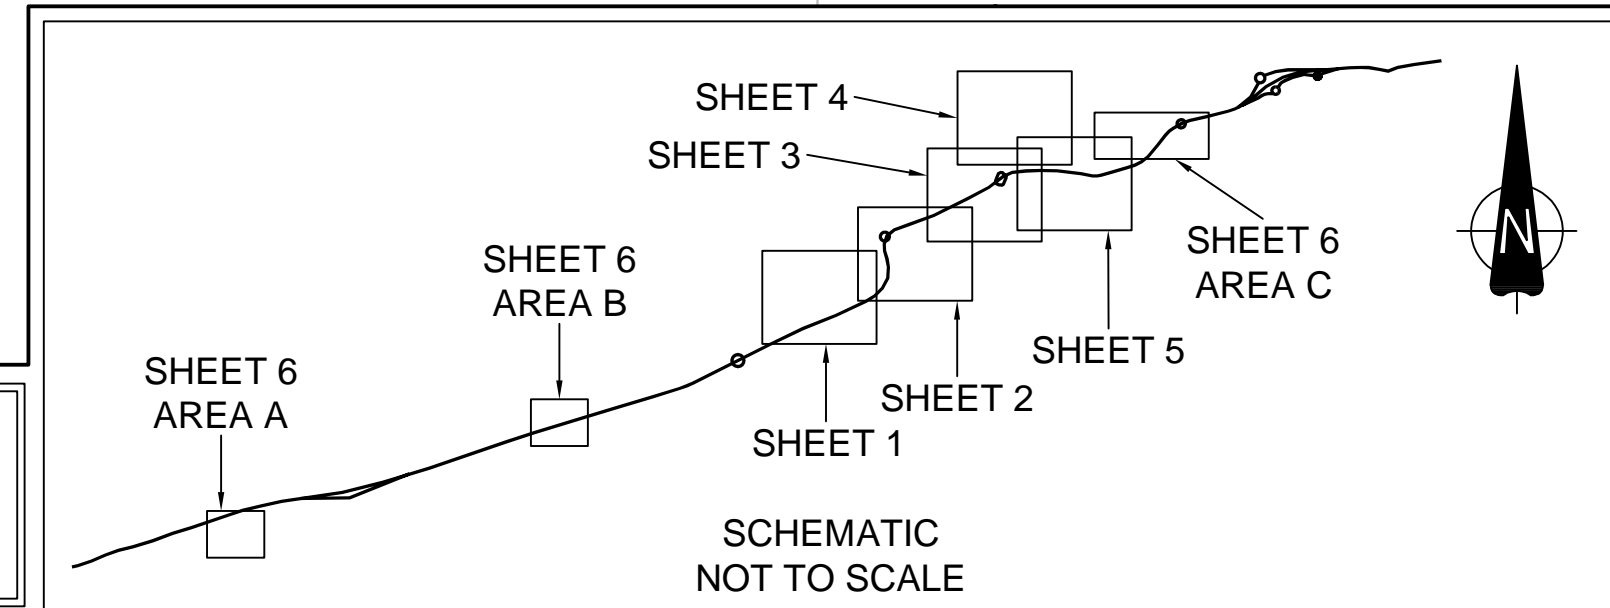 SHEET 4
SHEET 3
SHEET 6
AREA B
SHEET 6
AREA C
N
SHEET 5
SHEET 6
AREA A
SHEET 2
SHEET 1
SCHEMATIC
NOT TO SCALE